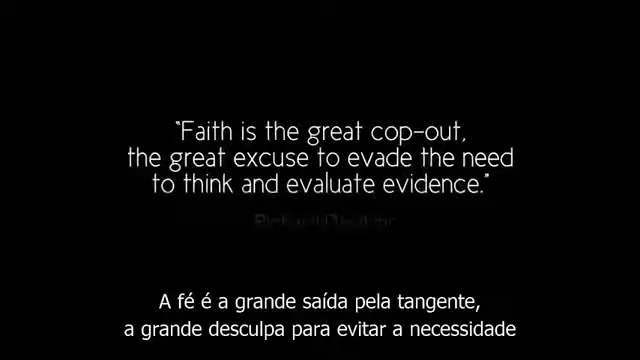 “Faith is the great cop-out,
the great excuse to evade the need
to think and evaluate evidence.”
A fé é a grande saída pela tangente,
a grande desculpa para evitar a necessidade